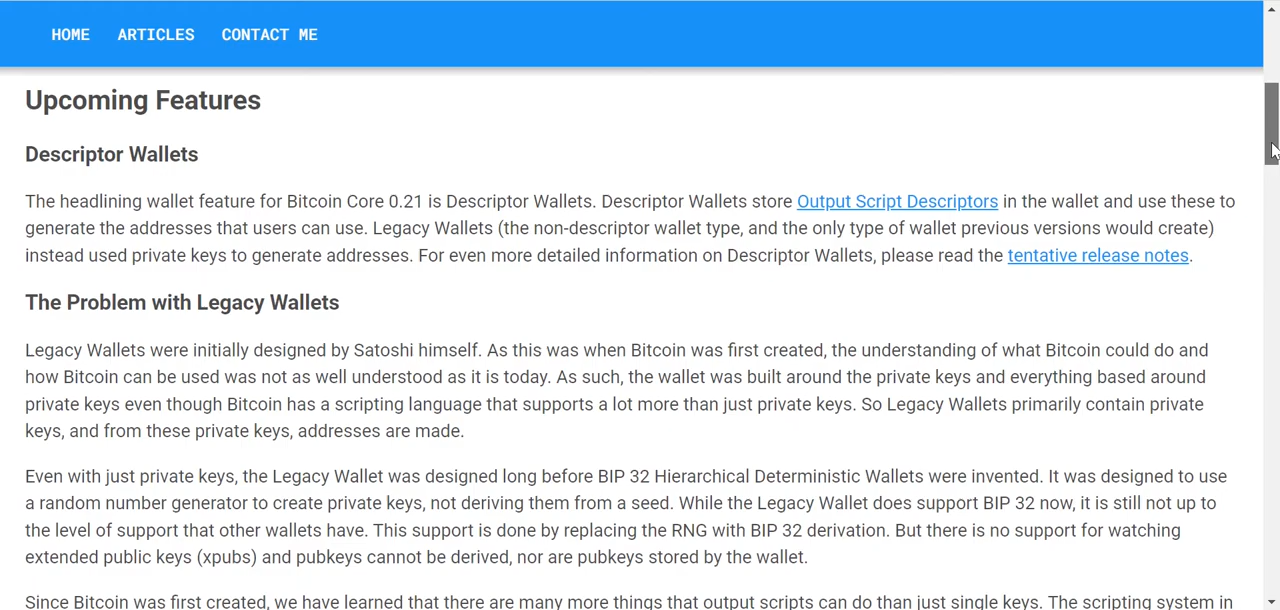 HOME ARTICLES CONTACT ME
Upcoming Features
Descriptor Wallets
The headlining wallet feature for Bitcoin Core 0.21 is Descriptor Wallets. Descriptor Wallets store Output Script Descriptors in the wallet and use these to
generate the addresses that users can use. Legacy Wallets (the non-descriptor wallet type, and the only type of wallet previous versions would create)
instead used private keys to generate addresses. For even more detailed information on Descriptor Wallets, please read the tentative release notes.
The Problem with Legacy Wallets
Legacy Wallets were initially designed by Satoshi himself. As this was when Bitcoin was first created, the understanding of what Bitcoin could do and
how Bitcoin can be used was not as well understood as it is today. As such, the wallet was built around the private keys and everything based around
private keys even though Bitcoin has a scripting language that supports a lot more than just private keys. So Legacy Wallets primarily contain private
keys, and from these private keys, addresses are made.
Even with just private keys, the Legacy Wallet was designed long before BIP 32 Hierarchical Deterministic Wallets were invented. It was designed to use
a random number generator to create private keys, not deriving them from a seed. While the Legacy Wallet does support BIP 32 now, it is still not up to
the level of support that other wallets have. This support is done by replacing the RNG with BIP 32 derivation. But there is no support for watching
extended public keys (xpubs) and pubkeys cannot be derived, nor are pubkeys stored by the wallet.
Since Bitcoin was first created, we have learned that there are many more things that output scripts can do than just single keys. The scripting system in